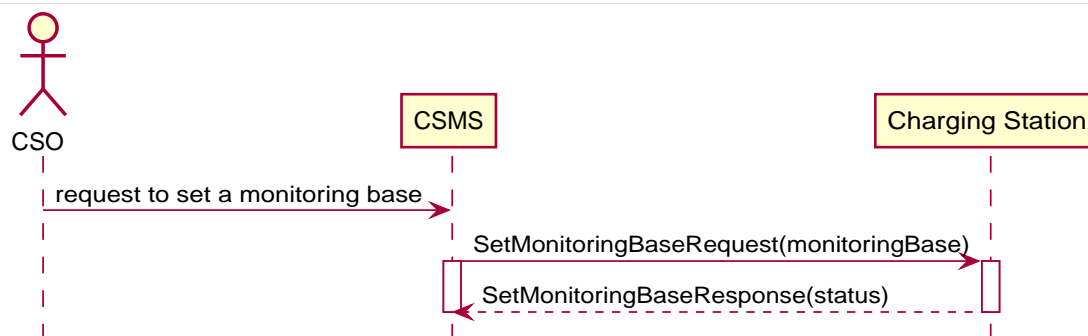 CSO
CSMS
Charging Station
request to set a monitoring base
SetMonitoringBaseRequest(monitoringBase)
SetMonitoringBaseResponse(status)